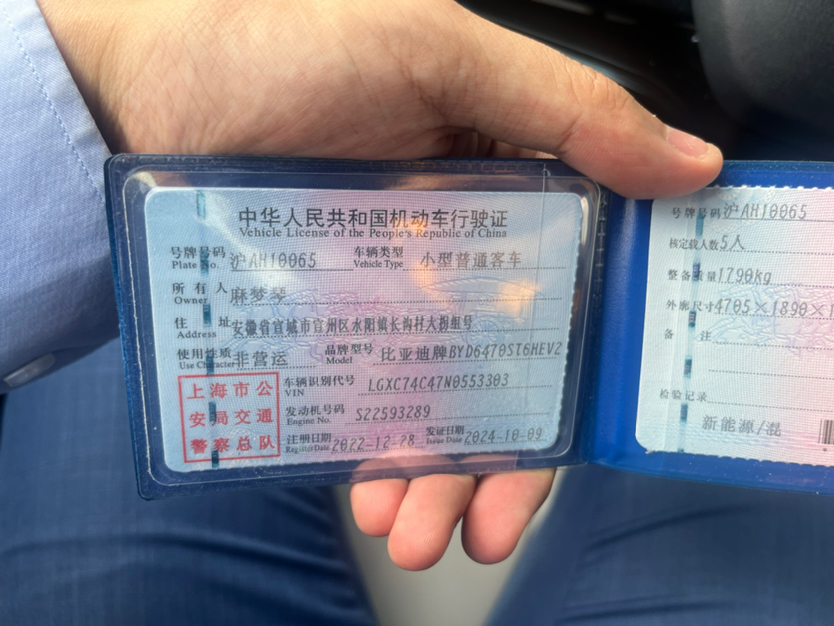 中华人民共和国机动车行驶证
Vehicle License of the People's Republic of China
号牌号码 Plate No. 沪AH10065 车辆类型 Vehicle Type 小型普通客车
所有人 Owner 麻梦琴
住址 Address 安徽省宣城市宣州区水阳镇长沟村大拐组号
使用性质 Use Character 非营运 品牌型号 Model 比亚迪牌BYD6470ST6HEV2
上海市公安局交通警察总队
车辆识别代号 VIN LGXC74C47N0553303
发动机号码 Engine No. S22593289
注册日期 Register Date 2022-12-28 发证日期 Issue Date 2024-10-09
号牌号码 沪AH10065
核定载人数 5人
整备质量 1790kg
外廓尺寸 4705×1890×1
备注
检验记录
新能源/混